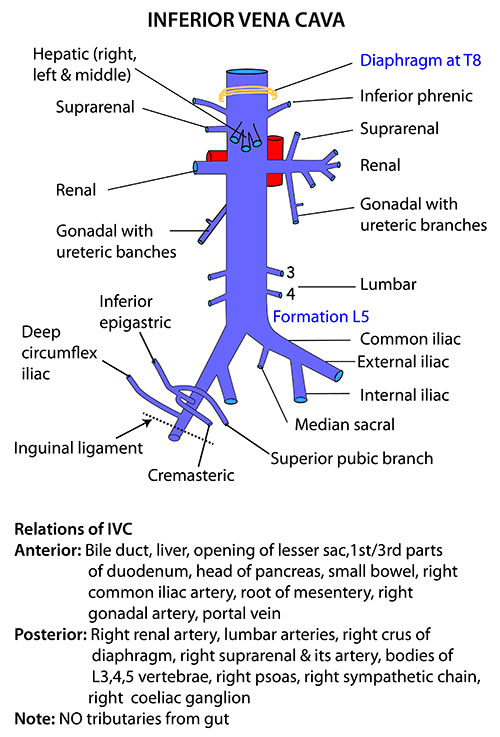 INFERIOR VENA CAVA
Hepatic (right,
left & middle)
Diaphragm at T8
Suprarenal
Inferior phrenic
Suprarenal
Renal
Renal
Gonadal with
ureteric branches
Gonadal with
ureteric banches
3
4
Lumbar
Inferior
epigastric
Formation L5
Deep
circumflex
iliac
Common iliac
External iliac
Internal iliac
Median sacral
Inguinal ligament
Superior pubic branch
Cremasteric
Relations of IVC
Anterior: Bile duct, liver, opening of lesser sac,1st/3rd parts
of duodenum, head of pancreas, small bowel, right
common iliac artery, root of mesentery, right
gonadal artery, portal vein
Posterior: Right renal artery, lumbar arteries, right crus of
diaphragm, right suprarenal & its artery, bodies of
L3,4,5 vertebrae, right psoas, right sympathetic chain,
right coeliac ganglion
Note: NO tributaries from gut